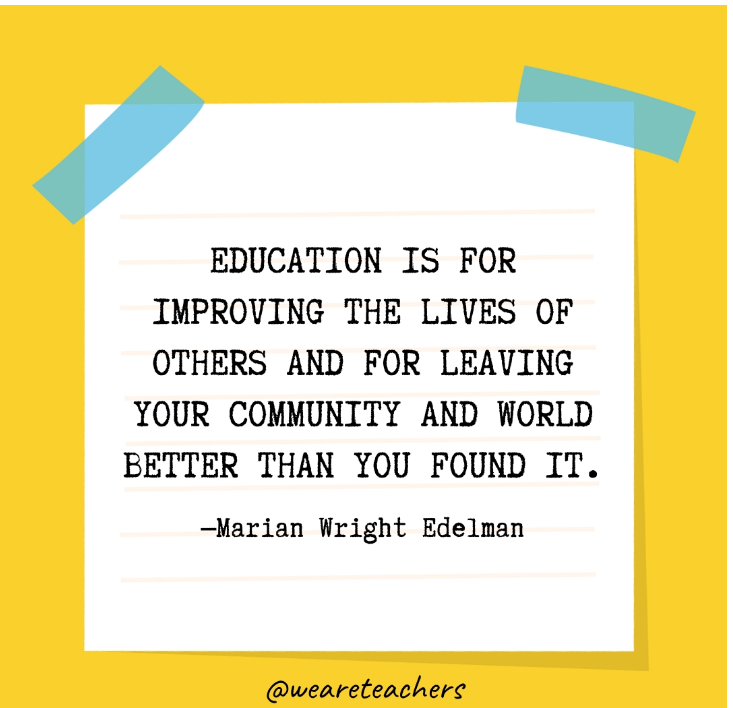 EDUCATION IS FOR
IMPROVING THE LIVES OF
OTHERS AND FOR LEAVING
YOUR COMMUNITY AND WORLD
BETTER THAN YOU FOUND IT.
—Marian Wright Edelman
@weareteachers